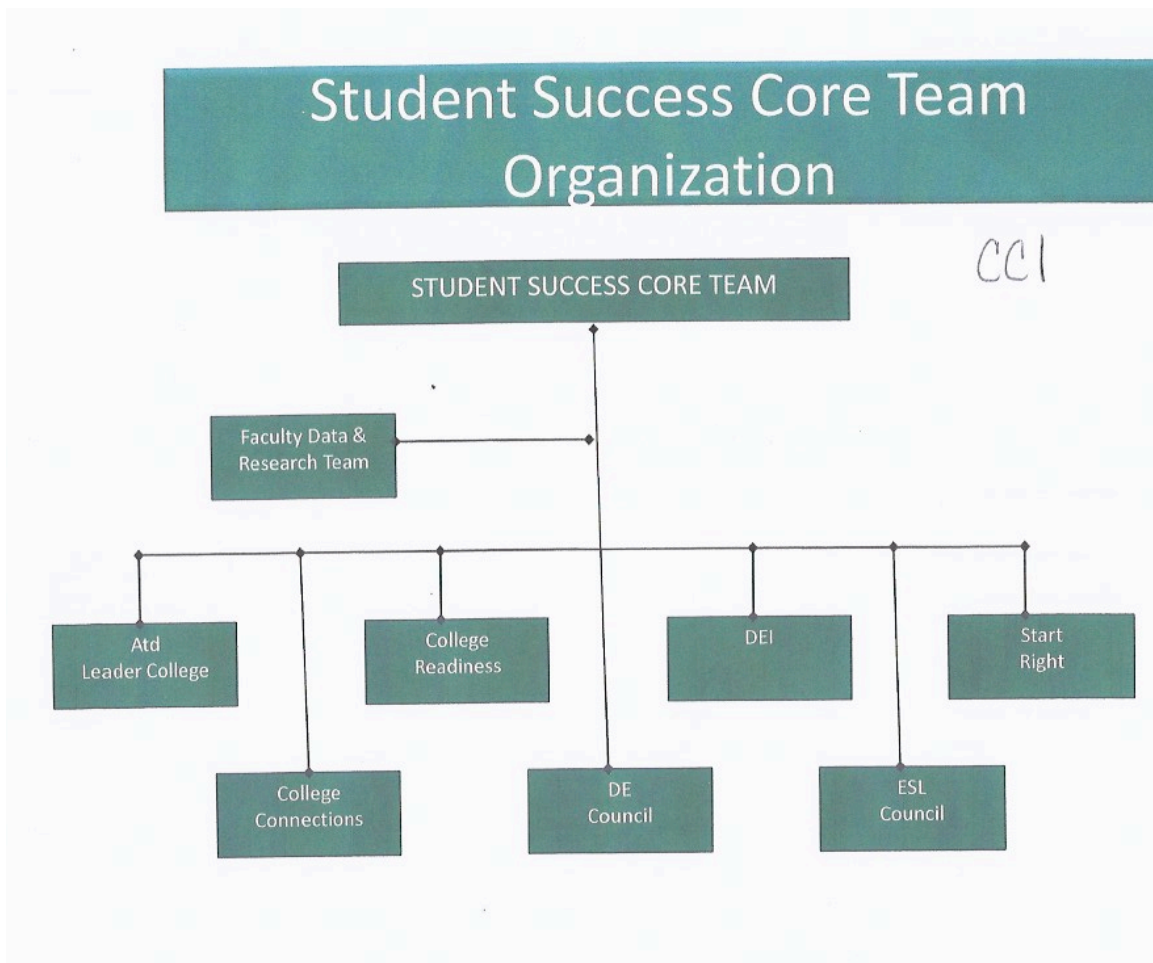 Student Success Core Team
Organization
CCI
STUDENT SUCCESS CORE TEAM
Faculty Data &
Research Team
Atd
Leader College
College
Readiness
DEI
Start
Right
College
Connections
DE
Council
ESL
Council